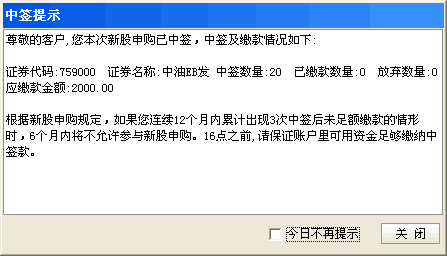 中签提示
尊敬的客户,您本次新股申购已中签，中签及缴款情况如下:
证券代码:759000 证券名称:中油EB发 中签数量:20 已缴款数量:0 放弃数量:0
应缴款金额:2000.00
根据新股申购规定，如果您连续12个月内累计出现3次中签后未足额缴款的情形
时，6个月内将不允许参与新股申购。16点之前,请保证账户里可用资金足够缴纳中
签款。
今日不再提示
关 闭